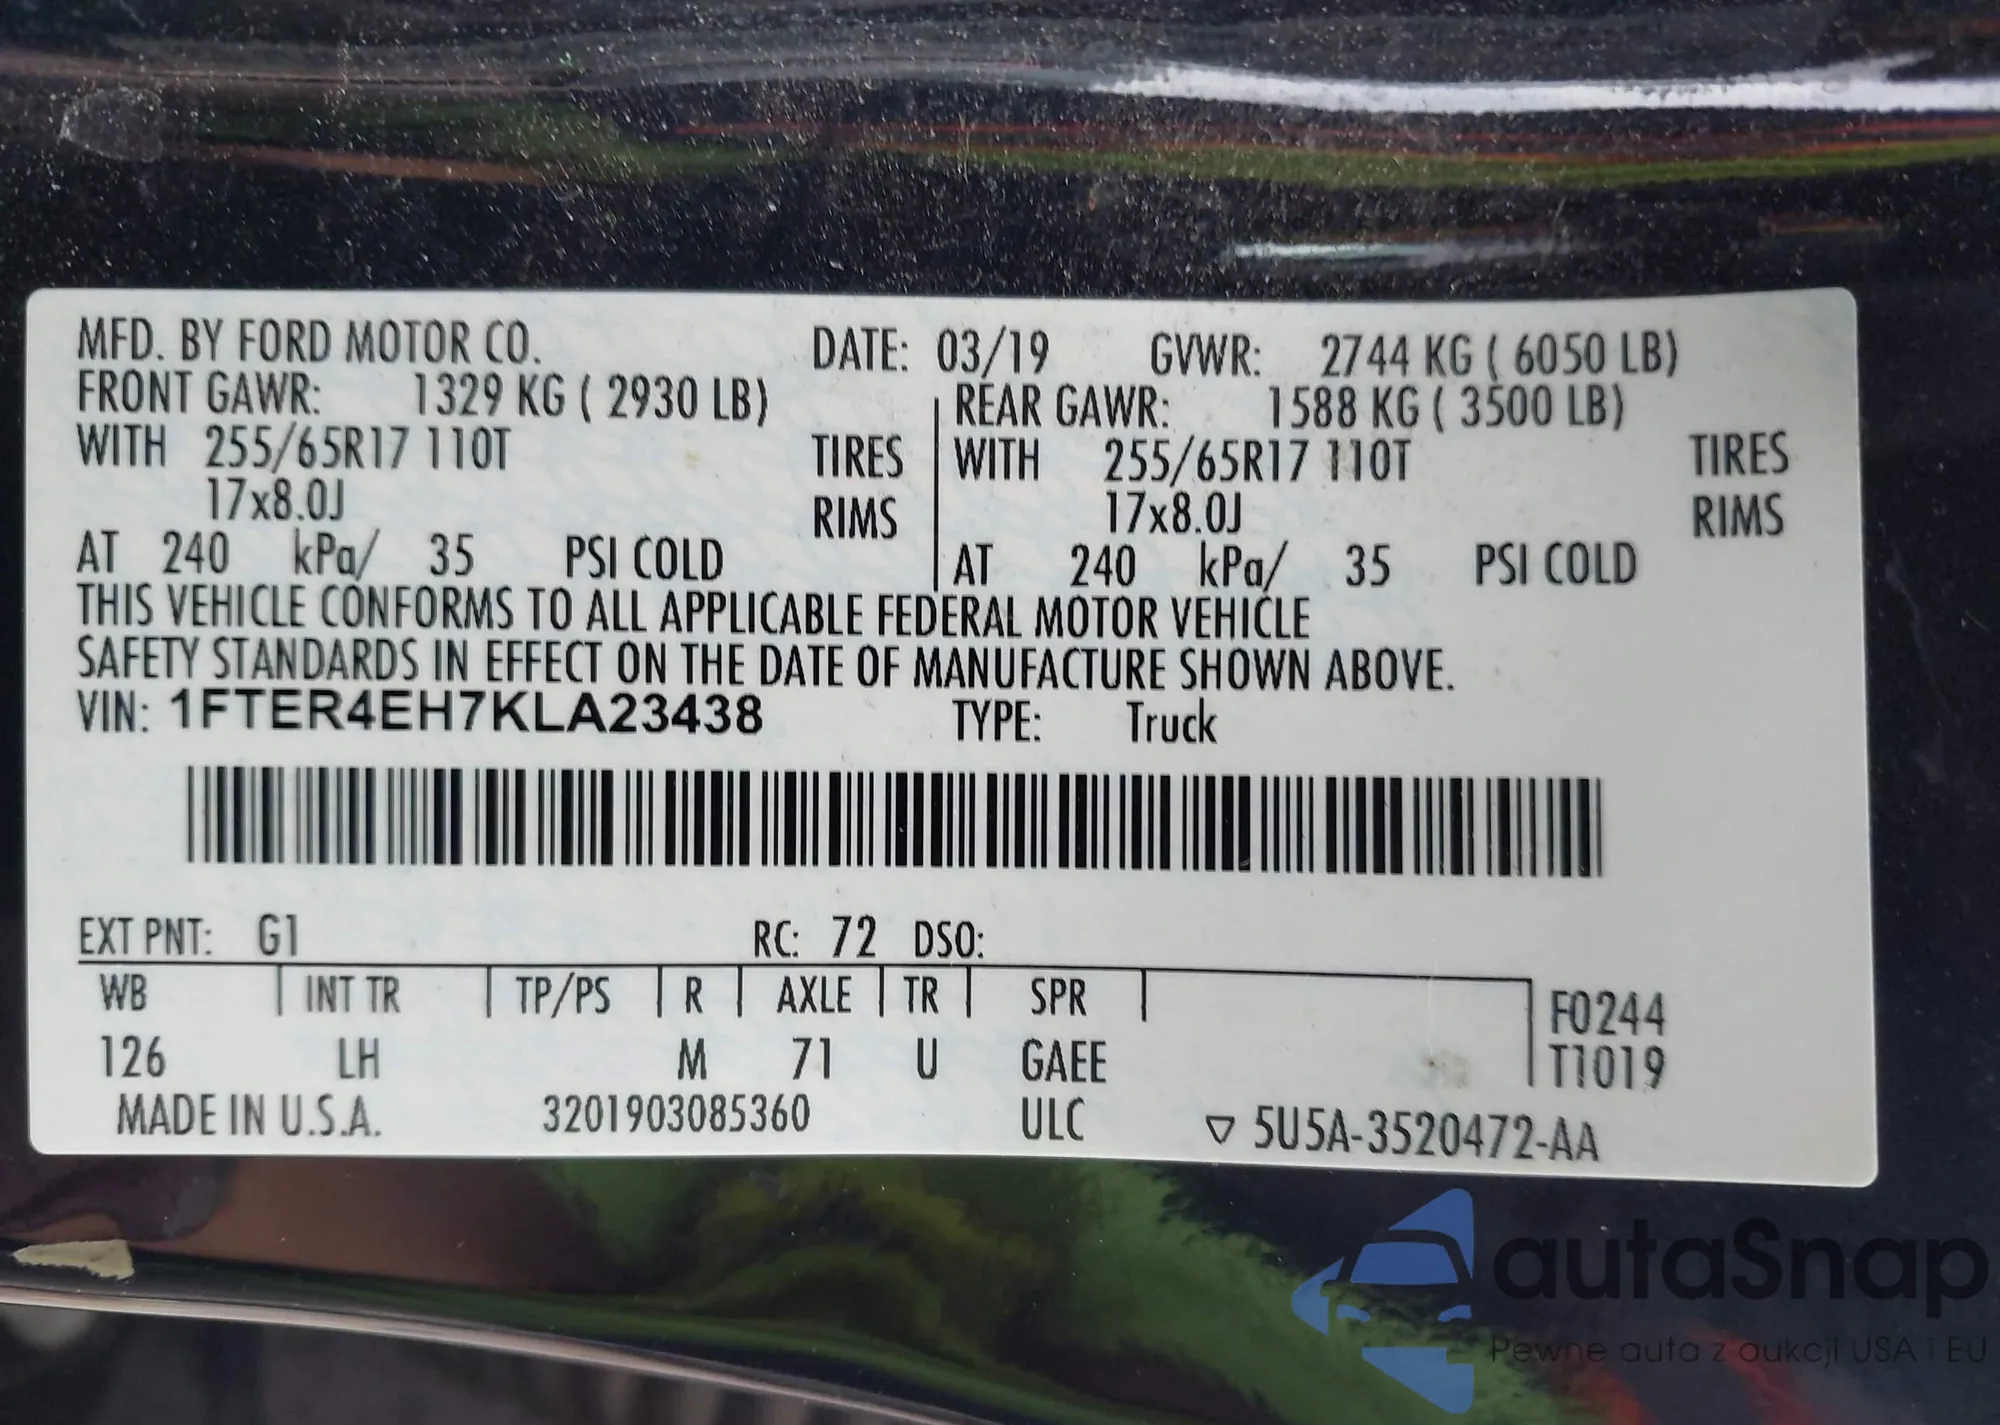 MFD. BY FORD MOTOR CO. DATE: 03/19 GVWR: 2744 KG ( 6050 LB)
FRONT GAWR: 1329 KG ( 2930 LB) REAR GAWR: 1588 KG ( 3500 LB)
WITH 255/65R17 110T TIRES WITH 255/65R17 110T TIRES
17x8.0J RIMS 17x8.0J RIMS
AT 240 kPa/ 35 PSI COLD AT 240 kPa/ 35 PSI COLD
THIS VEHICLE CONFORMS TO ALL APPLICABLE FEDERAL MOTOR VEHICLE
SAFETY STANDARDS IN EFFECT ON THE DATE OF MANUFACTURE SHOWN ABOVE.
VIN: 1FTER4EH7KLA23438 TYPE: Truck
EXT PNT: G1 RC: 72 DSO:
WB INT TR TP/PS R AXLE TR SPR F0244
126 LH M 71 U GAEE T1019
MADE IN U.S.A. 3201903085360 ULC ▽ 5U5A-3520472-AA
autaSnap
Pewne auta z aukcji USA i EU